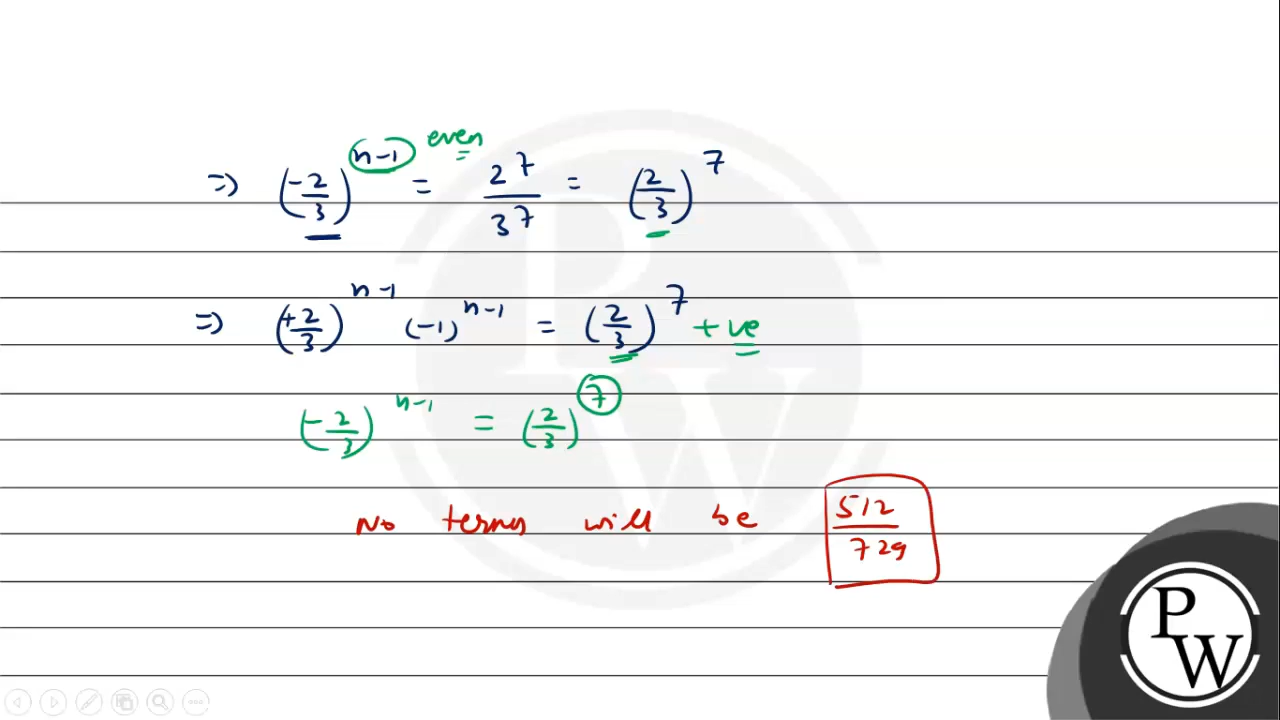 ⇒ (-2/3)^(n-1) even = 2^7/3^7 = (2/3)^7
⇒ (+2/3)^(n-1) (-1)^(n-1) = (2/3)^7 +ve
(-2/3)^(n-1) = (2/3)^7
No terms will be 512/729
P
W
PW